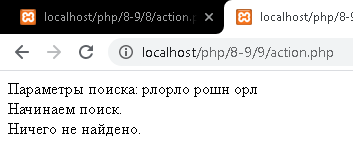 localhost/php/8-9/8/action.p
localhost/php/8-9
localhost/php/8-9/9/action.php
Параметры поиска: рлорло рошн орл
Начинаем поиск.
Ничего не найдено.